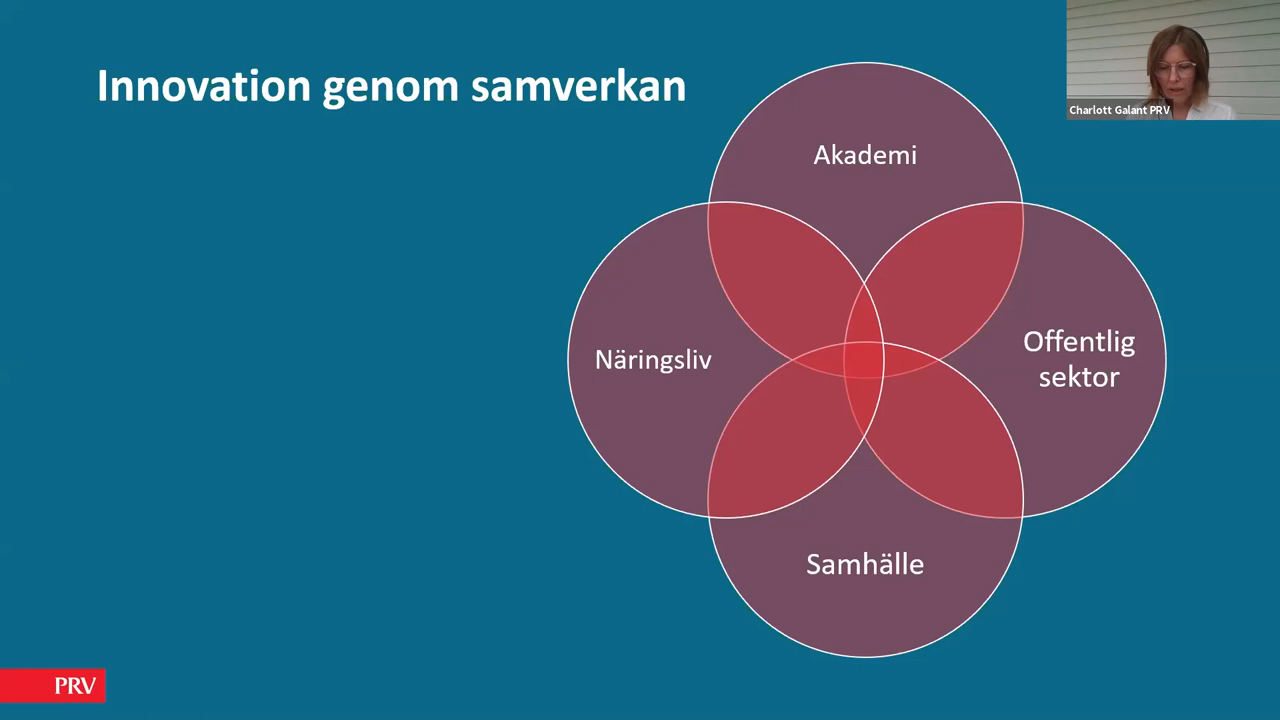 Innovation genom samverkan
Charlott Galant PRV
Akademi
Näringsliv
Offentlig
sektor
Samhälle
PRV